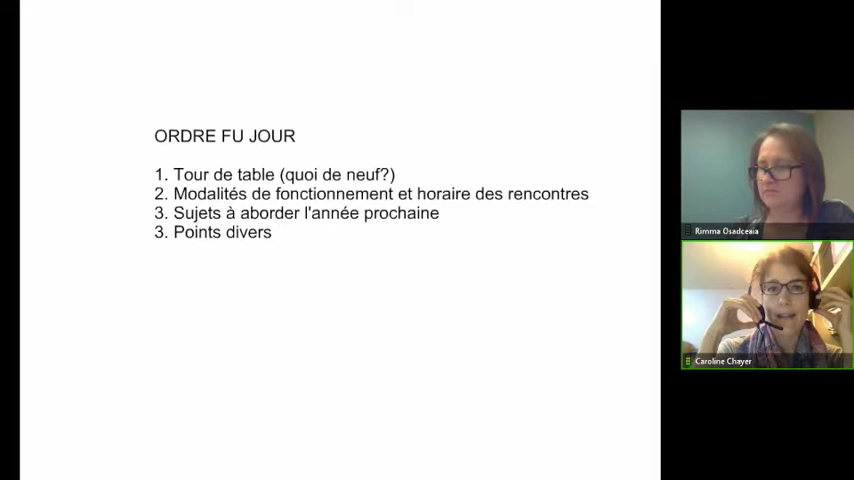 ORDRE FU JOUR
1. Tour de table (quoi de neuf?)
2. Modalités de fonctionnement et horaire des rencontres
3. Sujets à aborder l'année prochaine
3. Points divers
Rimma Osadceaia
Caroline Chayer